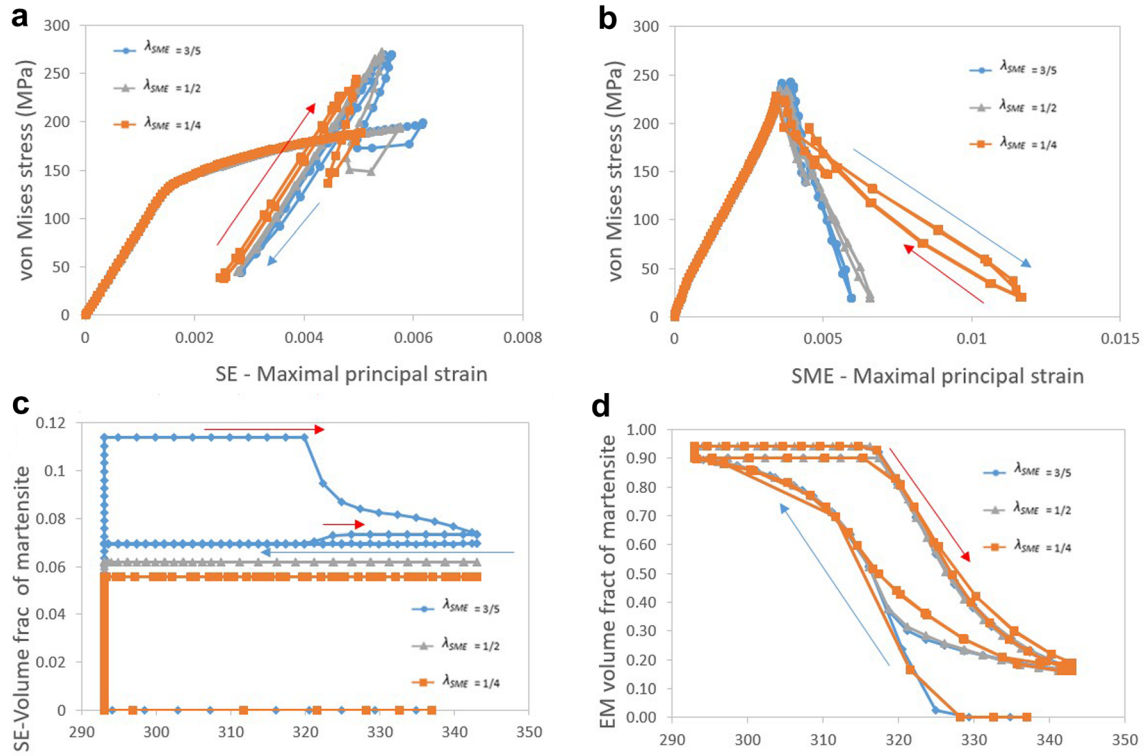 a
300
250
200
150
100
50
0
von Mises stress (MPa)
λSME = 3/5
λSME = 1/2
λSME = 1/4
0 0.002 0.004 0.006 0.008
SE - Maximal principal strain
b
300
250
200
150
100
50
0
von Mises stress (MPa)
λSME = 3/5
λSME = 1/2
λSME = 1/4
0 0.005 0.01 0.015
SME - Maximal principal strain
c
0.12
0.1
0.08
0.06
0.04
0.02
0
SE-Volume frac of martensite
λSME = 3/5
λSME = 1/2
λSME = 1/4
290 300 310 320 330 340 350
d
1.00
0.90
0.80
0.70
0.60
0.50
0.40
0.30
0.20
0.10
0.00
EM volume fract of martensite
λSME = 3/5
λSME = 1/2
λSME = 1/4
290 300 310 320 330 340 350